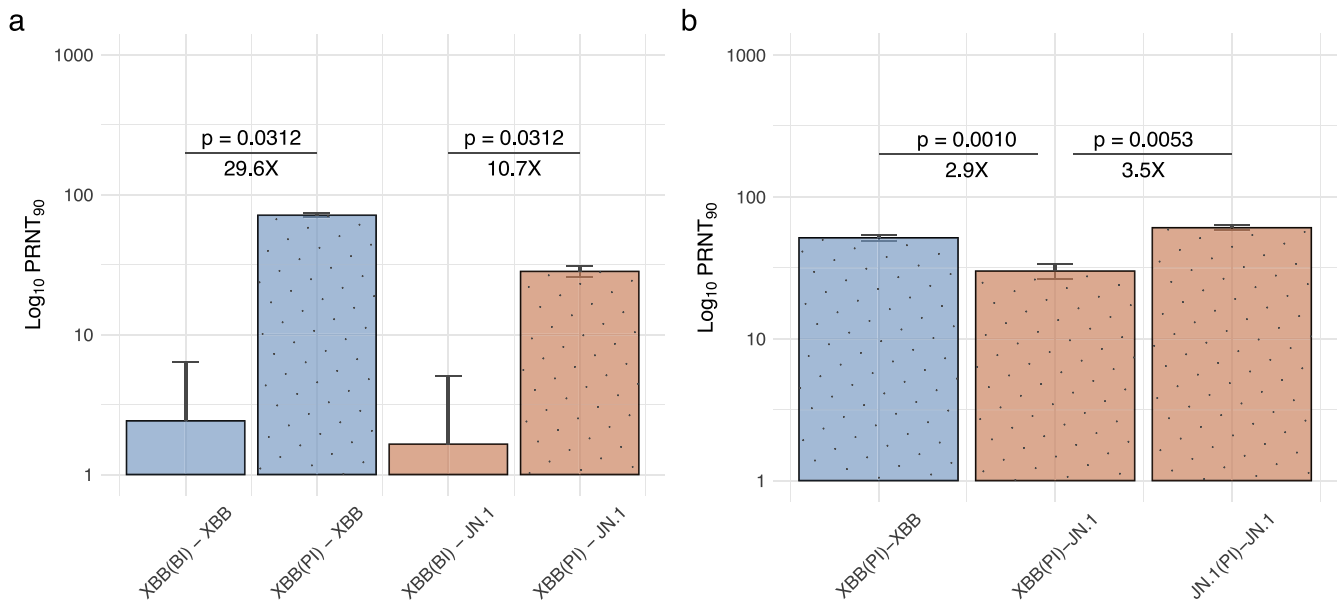 a
1000
100
10
1
Log10 PRNT90
p = 0.0312
29.6X
p = 0.0312
10.7X
XBB(BI) – XBB
XBB(PI) – XBB
XBB(BI) – JN.1
XBB(PI) – JN.1
b
1000
100
10
1
Log10 PRNT90
p = 0.0010
2.9X
p = 0.0053
3.5X
XBB(PI)–XBB
XBB(PI)–JN.1
JN.1(PI)–JN.1